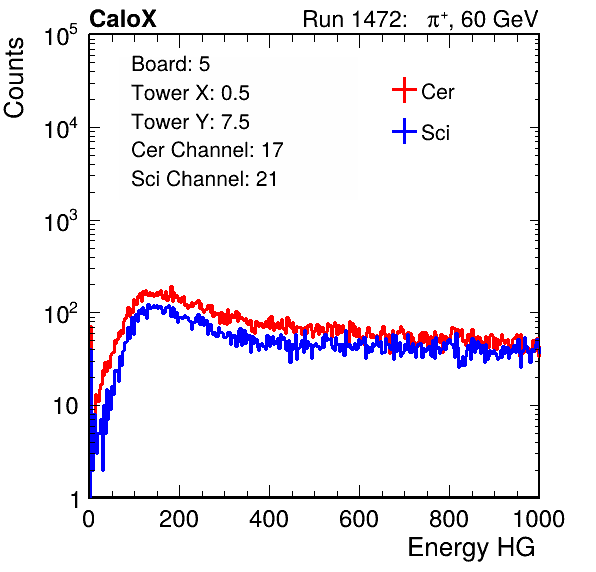 CaloX Run 1472: π⁺, 60 GeV
Counts
10⁵
10⁴
10³
10²
10
1
Board: 5
Tower X: 0.5
Tower Y: 7.5
Cer Channel: 17
Sci Channel: 21
Cer
Sci
0 200 400 600 800 1000
Energy HG